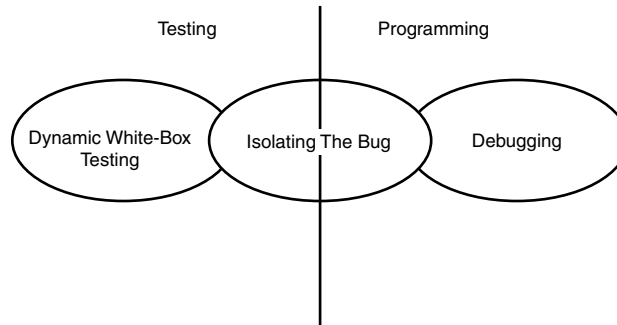 Testing
Programming
Dynamic White-Box
Testing
Isolating The Bug
Debugging